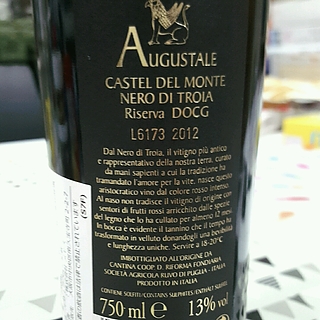 AUGUSTALE
CASTEL DEL MONTE
NERO DI TROIA
Riserva DOCG
L6173 2012
Dal Nero di Troia, il vitigno più antico
e rappresentativo della nostra terra, curato
da mani sapienti a cui la tradizione ha
tramandato l'amore per la vite, nasce questo
aristocratico vino dal colore rosso intenso.
Al naso non tradisce il vitigno di origine con
sentori di frutti rossi arricchito dalle spezie
del legno che lo ha cullato per almeno 12 mesi
In bocca è evidente il tannino che il tempo ha
trasformato in velluto donandogli una bevibilità
e lunghezza uniche. Servire a 18-20°C
IMBOTTIGLIATO ALL'ORIGINE DA
CANTINA COOP. D. RIFORMA FONDIARIA
SOCIETÀ AGRICOLA RUVO DI PUGLIA - ITALIA
PRODOTTO IN ITALIA
CONTIENE SOLFITI / CONTAINS SULPHITES / ENTHALT SULFITE
750 ml e 13% vol